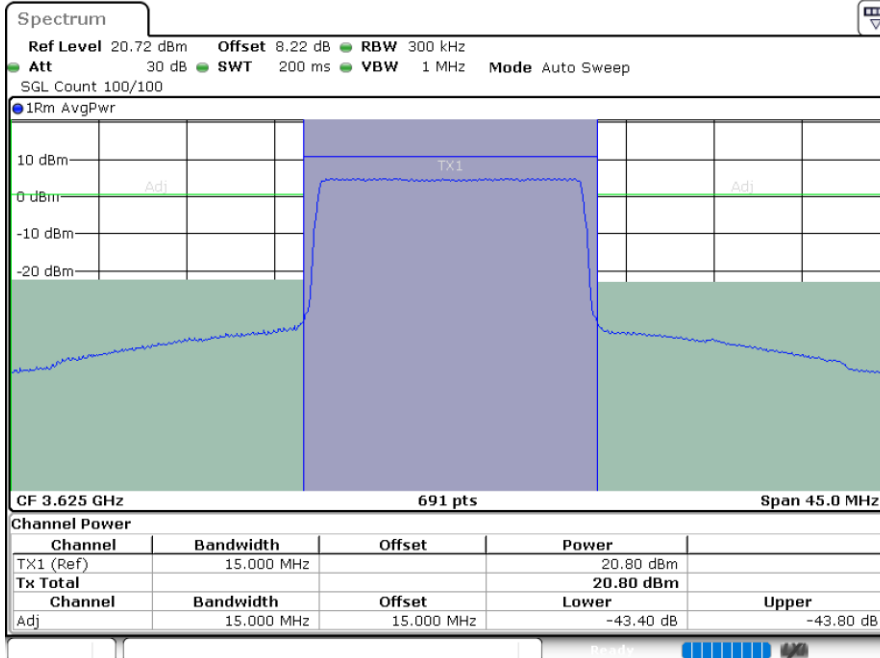 Spectrum
Ref Level 20.72 dBm Offset 8.22 dB RBW 300 kHz
Att 30 dB SWT 200 ms VBW 1 MHz Mode Auto Sweep
SGL Count 100/100
1Rm AvgPwr
10 dBm
TX1
Adj Adj
0 dBm
-10 dBm
-20 dBm
CF 3.625 GHz 691 pts Span 45.0 MHz
Channel Power
Channel Bandwidth Offset Power
TX1 (Ref) 15.000 MHz 20.80 dBm
Tx Total 20.80 dBm
Channel Bandwidth Offset Lower Upper
Adj 15.000 MHz 15.000 MHz -43.40 dB -43.80 dB
Ready